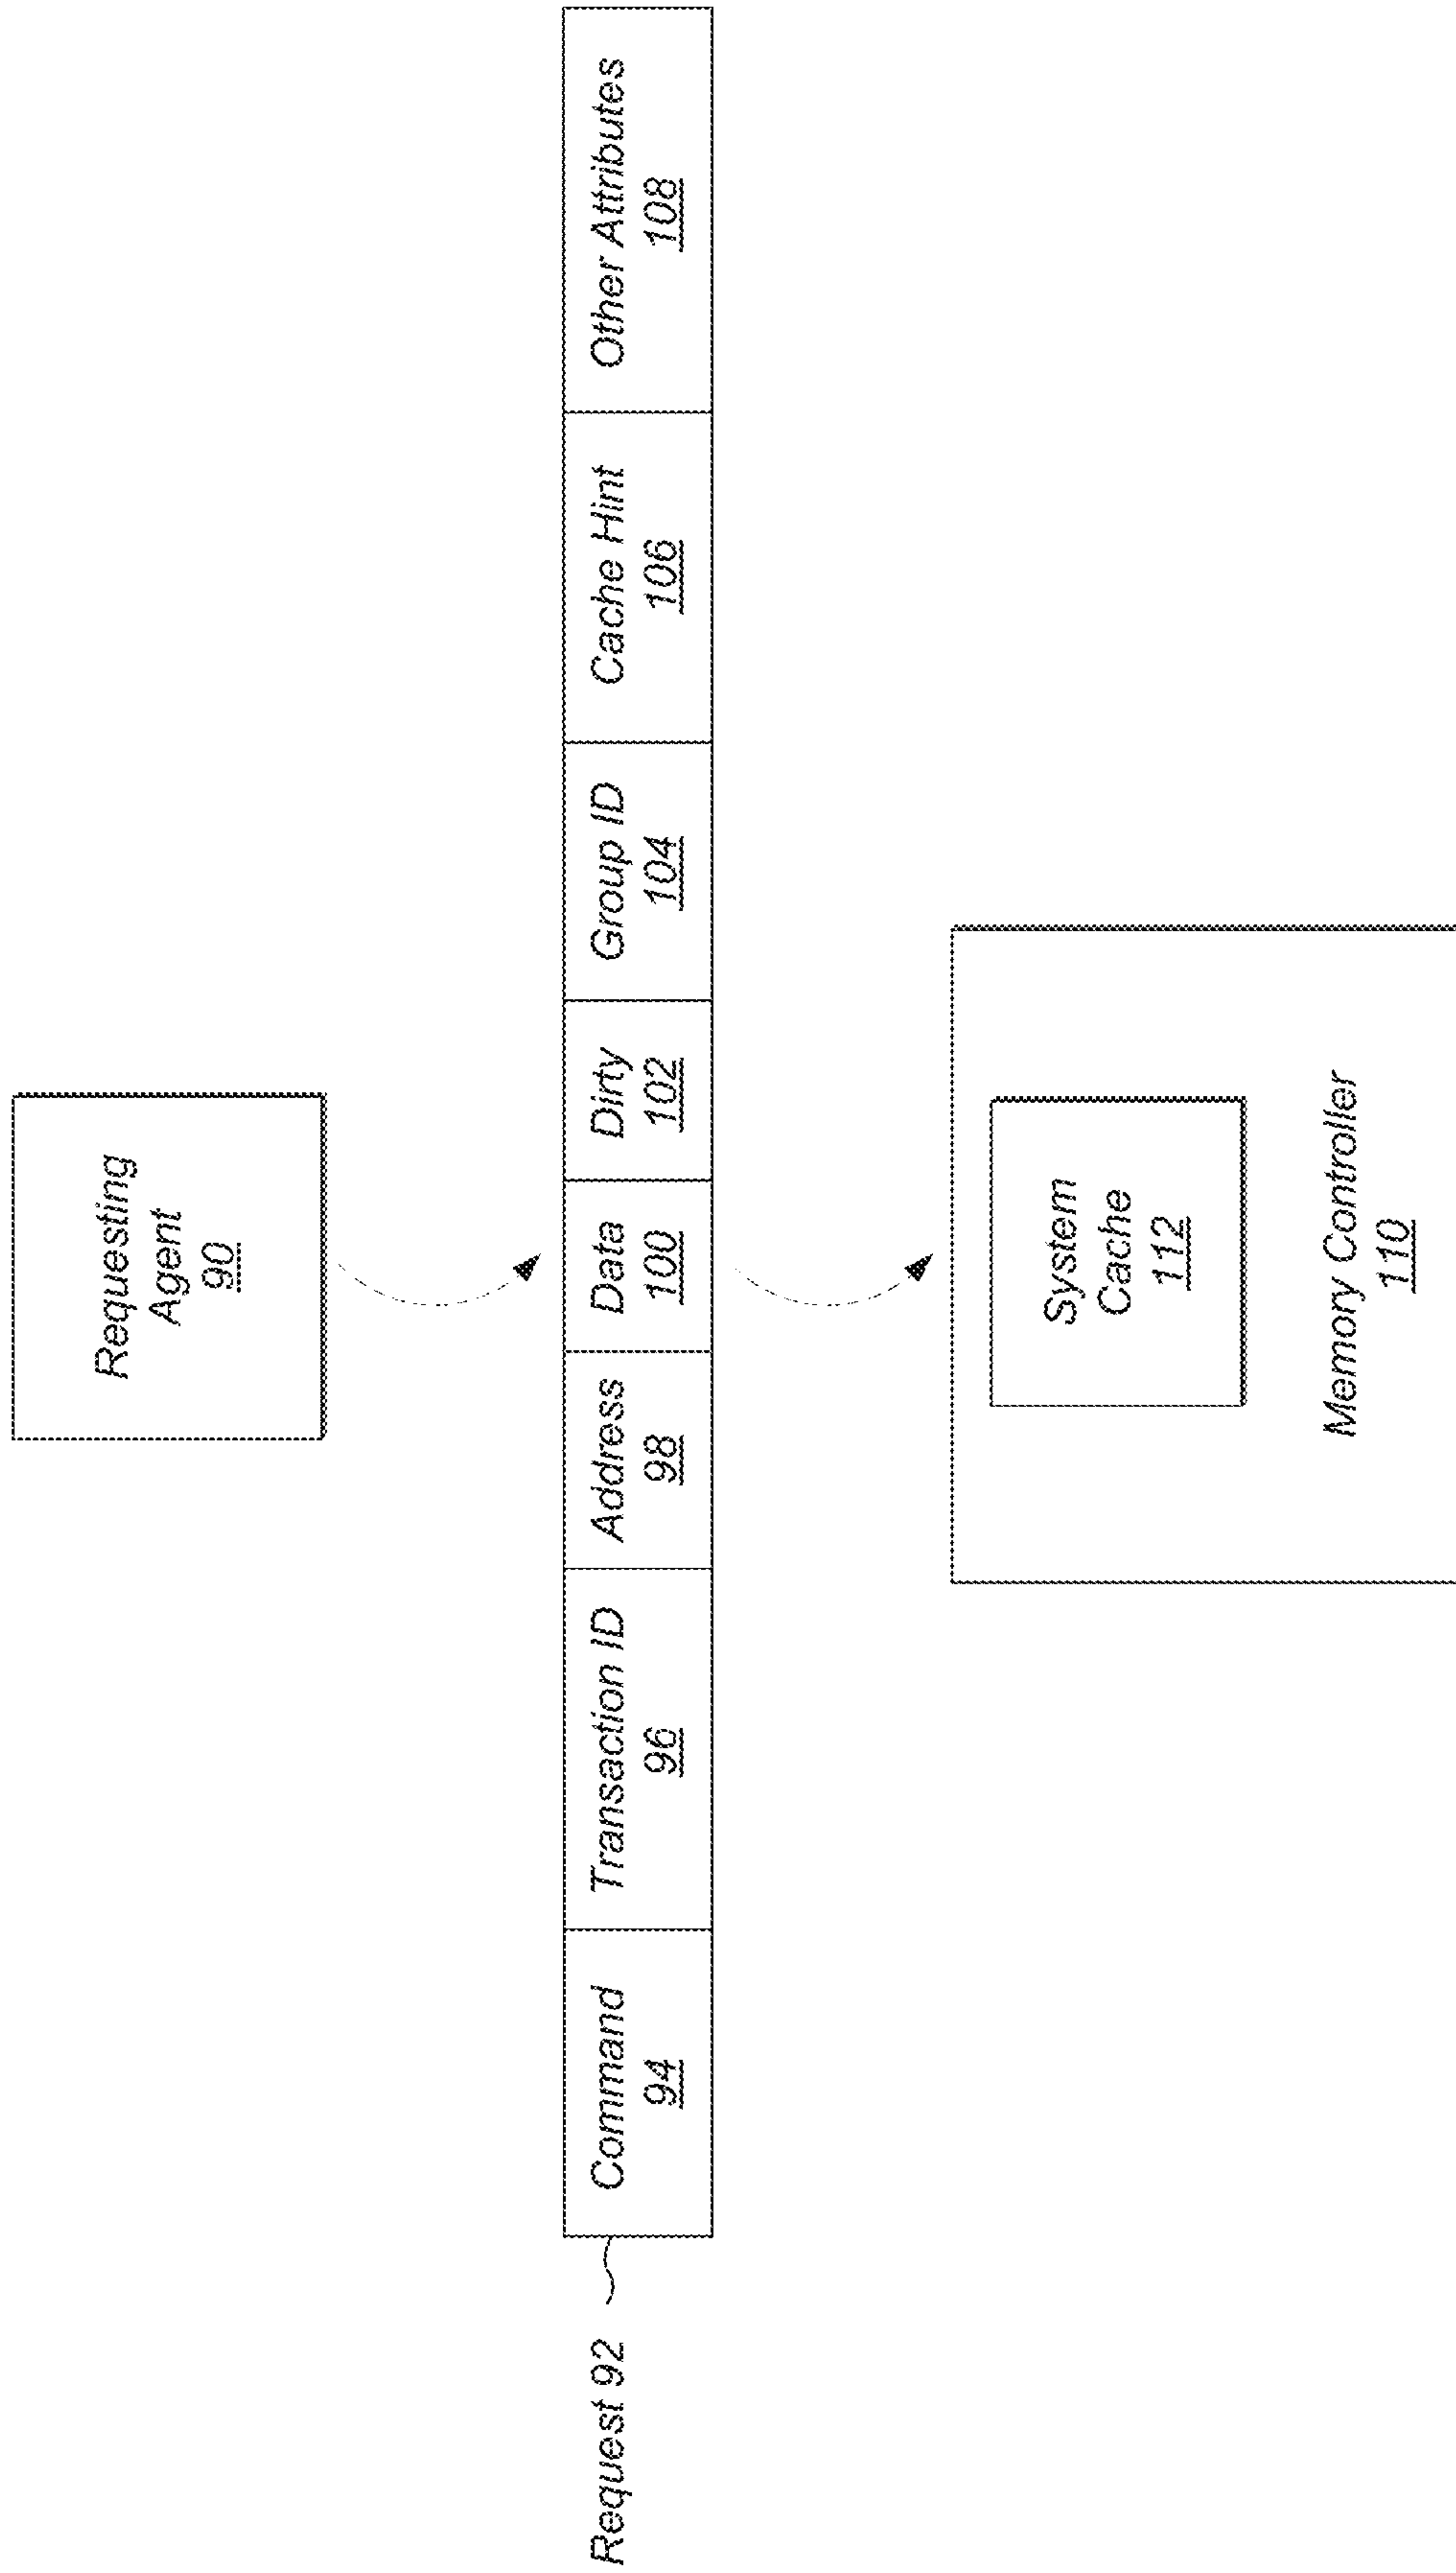 Requesting
Agent
90
Request 92
Command
94
Transaction ID
96
Address
98
Data
100
Dirty
102
Group ID
104
Cache Hint
106
Other Attributes
108
System
Cache
112
Memory Controller
110